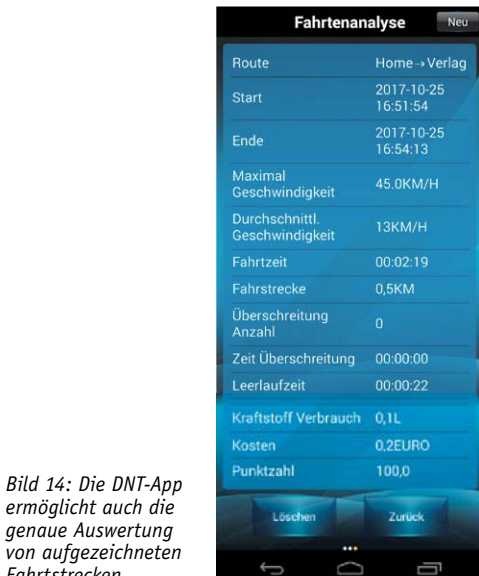 Fahrtenanalyse Neu
Route Home→Verlag
Start 2017-10-25
16:51:54
Ende 2017-10-25
16:54:13
Maximal
Geschwindigkeit 45.0KM/H
Durchschnittl.
Geschwindigkeit 13KM/H
Fahrtzeit 00:02:19
Fahrstrecke 0,5KM
Überschreitung
Anzahl 0
Zeit Überschreitung 00:00:00
Leerlaufzeit 00:00:22
Kraftstoff Verbrauch 0,1L
Kosten 0.2EURO
Punktzahl 100,0
Löschen Zurück
Bild 14: Die DNT-App
ermöglicht auch die
genaue Auswertung
von aufgezeichneten
Fahrtstrecken